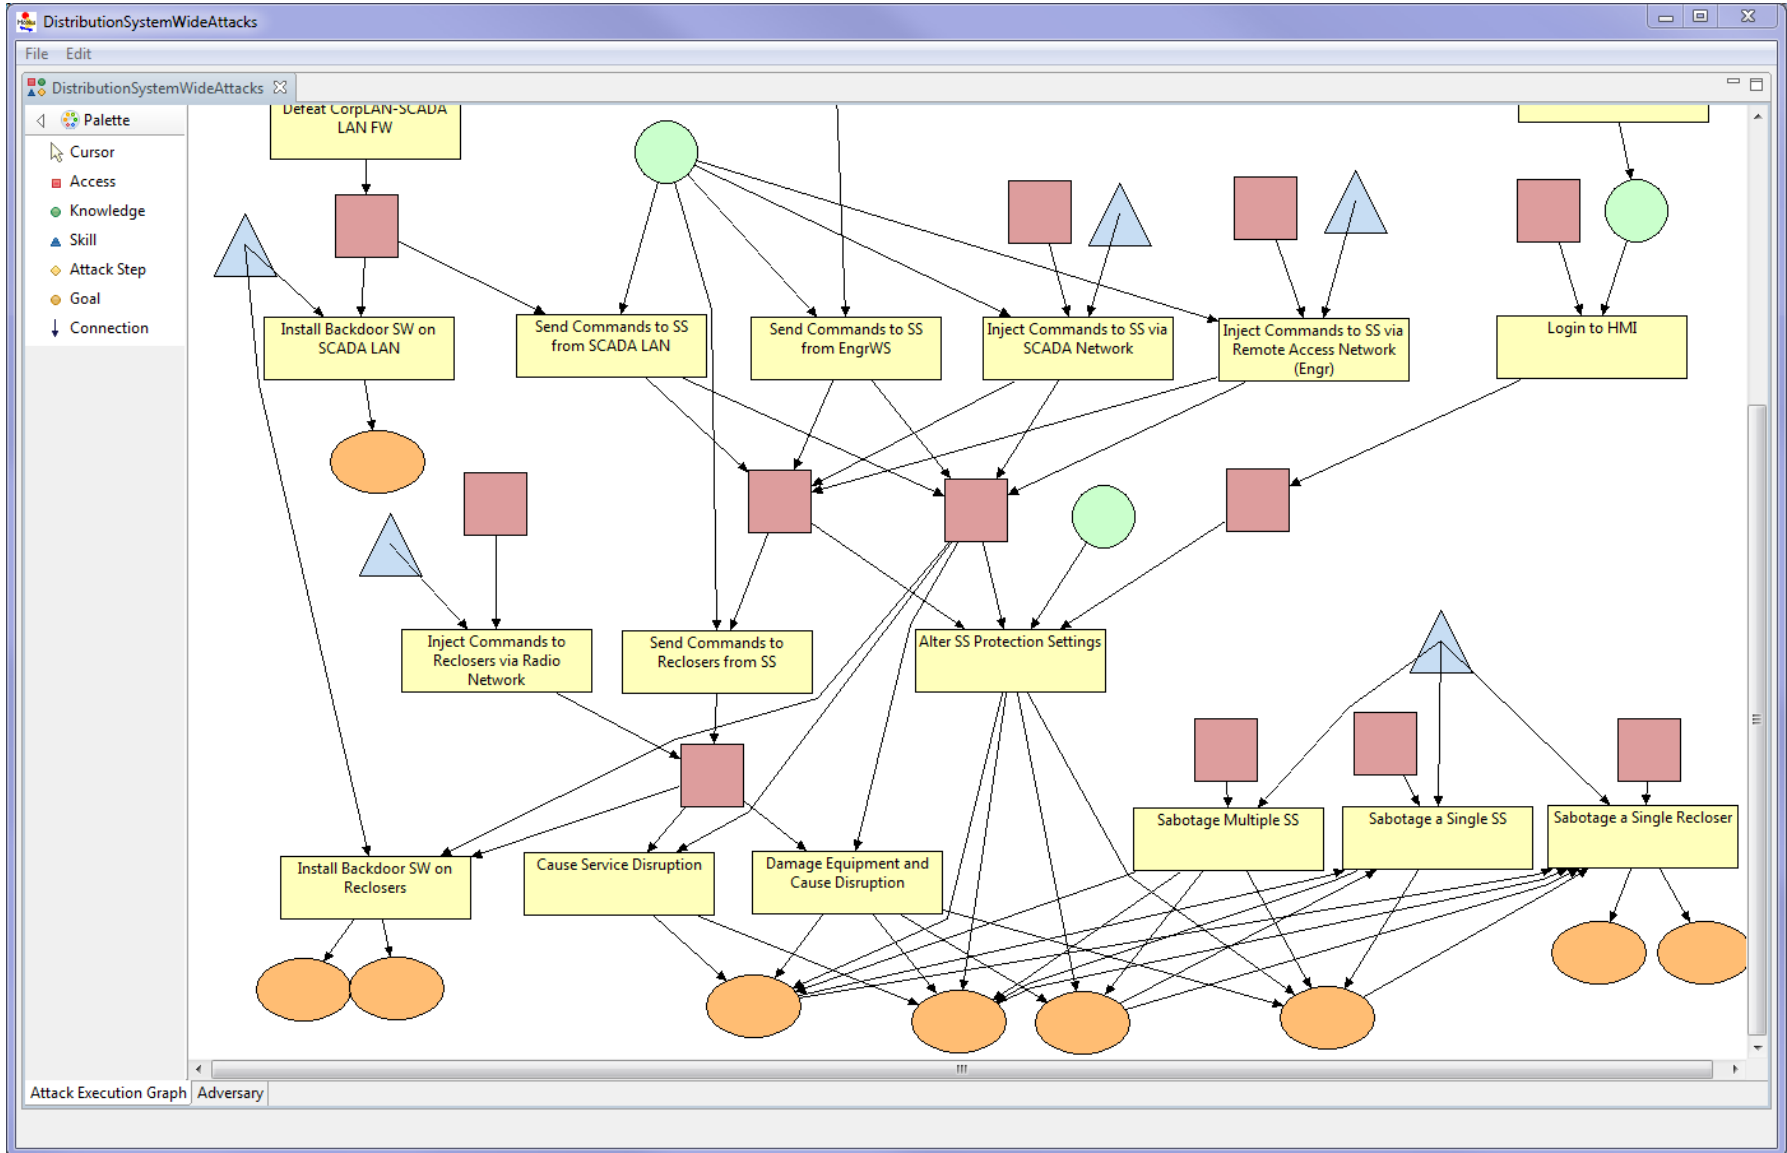 DistributionSystemWideAttacks
File Edit
DistributionSystemWideAttacks
Palette
Cursor
Access
Knowledge
Skill
Attack Step
Goal
Connection
Defeat CorpLAN-SCADA
LAN FW
Install Backdoor SW on
SCADA LAN
Send Commands to SS
from SCADA LAN
Send Commands to SS
from EngrWS
Inject Commands to SS via
SCADA Network
Inject Commands to SS via
Remote Access Network
(Engr)
Login to HMI
Inject Commands to
Reclosers via Radio
Network
Send Commands to
Reclosers from SS
Alter SS Protection Settings
Install Backdoor SW on
Reclosers
Cause Service Disruption
Damage Equipment and
Cause Disruption
Sabotage Multiple SS
Sabotage a Single SS
Sabotage a Single Recloser
Attack Execution Graph
Adversary